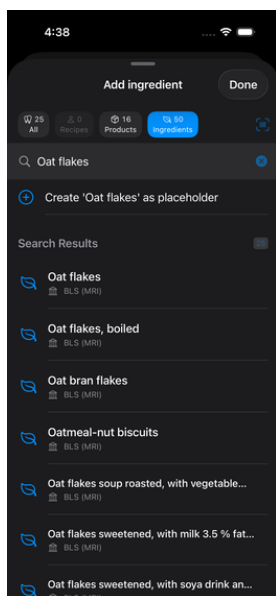 4:38
Add ingredient
Done
25
All
0
Recipes
16
Products
50
Ingredients
Oat flakes
Create 'Oat flakes' as placeholder
Search Results
25
Oat flakes
BLS (MRI)
Oat flakes, boiled
BLS (MRI)
Oat bran flakes
BLS (MRI)
Oatmeal-nut biscuits
BLS (MRI)
Oat flakes soup roasted, with vegetable...
BLS (MRI)
Oat flakes sweetened, with milk 3.5 % fat...
BLS (MRI)
Oat flakes sweetened, with soya drink an...